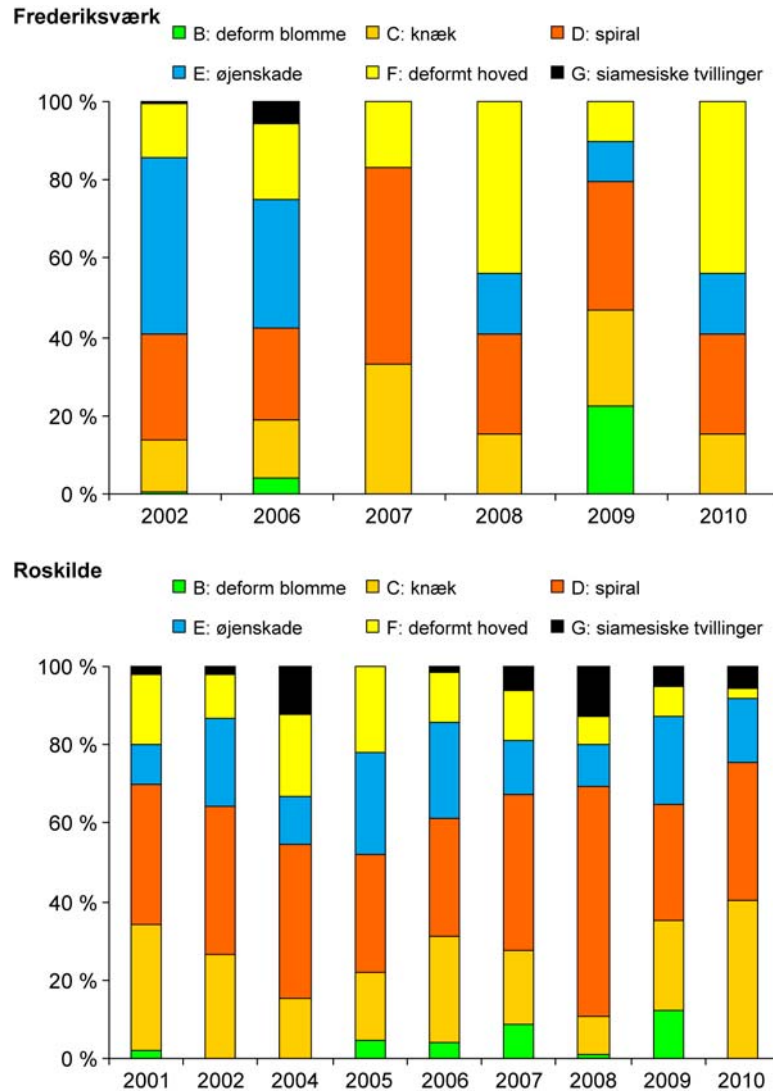 Frederiksværk
B: deform blomme C: knæk D: spiral
E: øjenskade F: deformt hoved G: siamesiske tvillinger
100 %
80 %
60 %
40 %
20 %
0 %
2002 2006 2007 2008 2009 2010
Roskilde
B: deform blomme C: knæk D: spiral
E: øjenskade F: deformt hoved G: siamesiske tvillinger
100 %
80 %
60 %
40 %
20 %
0 %
2001 2002 2004 2005 2006 2007 2008 2009 2010